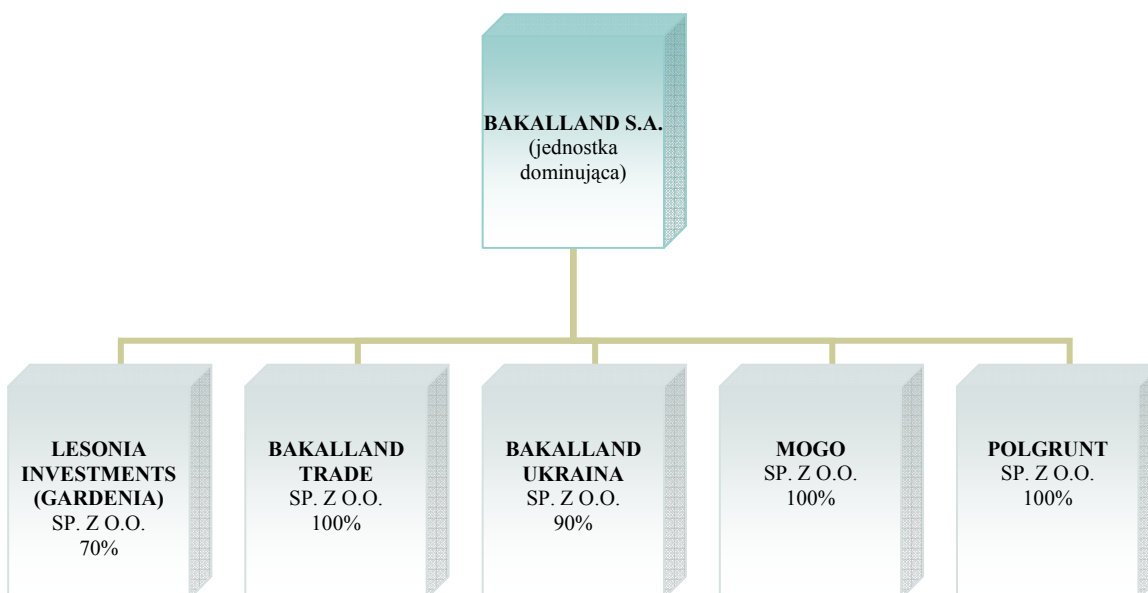 BAKALLAND S.A.
(jednostka
dominująca)
LESONIA
INVESTMENTS
(GARDENIA)
SP. Z O.O.
70%
BAKALLAND
TRADE
SP. Z O.O.
100%
BAKALLAND
UKRAINA
SP. Z O.O.
90%
MOGO
SP. Z O.O.
100%
POLGRUNT
SP. Z O.O.
100%